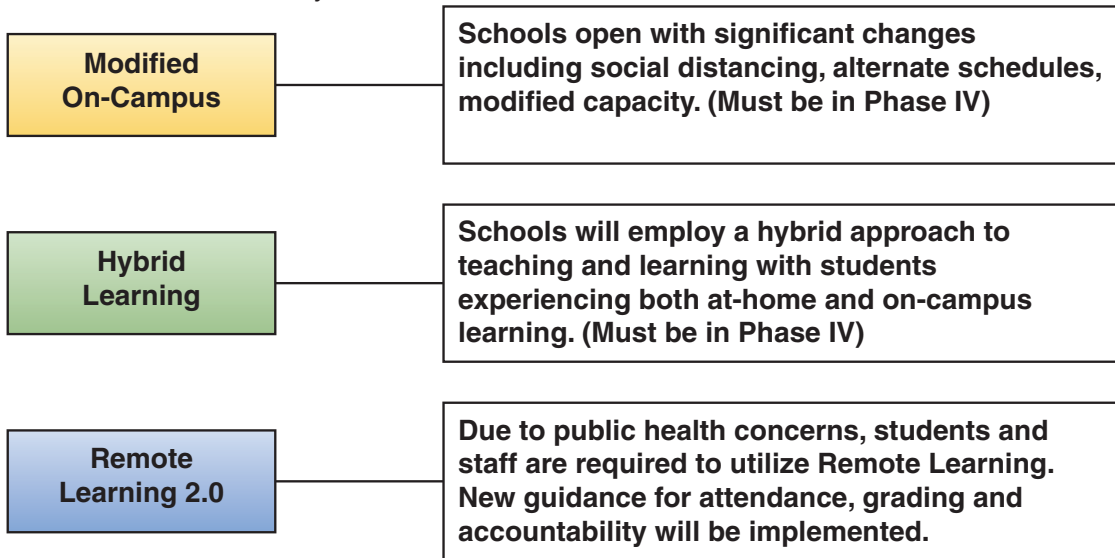 Modified
On-Campus
Schools open with significant changes
including social distancing, alternate schedules,
modified capacity. (Must be in Phase IV)
Hybrid
Learning
Schools will employ a hybrid approach to
teaching and learning with students
experiencing both at-home and on-campus
learning. (Must be in Phase IV)
Remote
Learning 2.0
Due to public health concerns, students and
staff are required to utilize Remote Learning.
New guidance for attendance, grading and
accountability will be implemented.